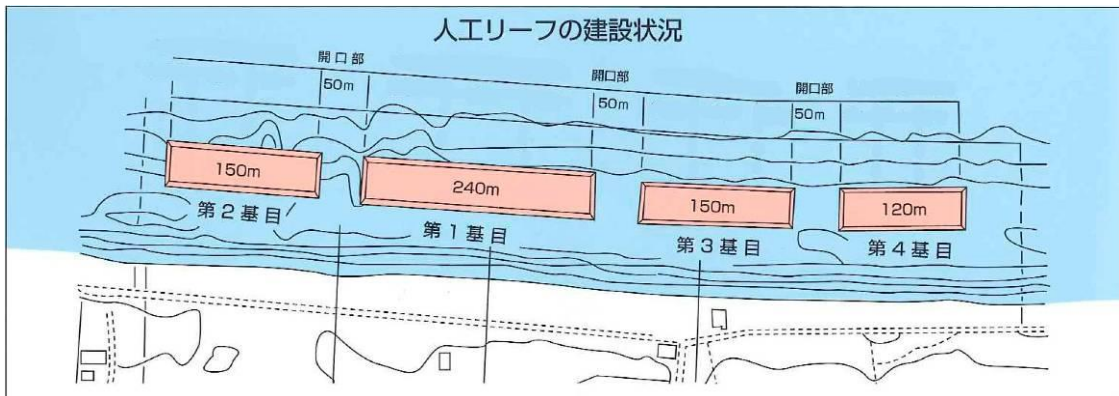 人工リーフの建設状況
開口部
50m
開口部
50m
開口部
50m
150m
第2基目
240m
第1基目
150m
第3基目
120m
第4基目